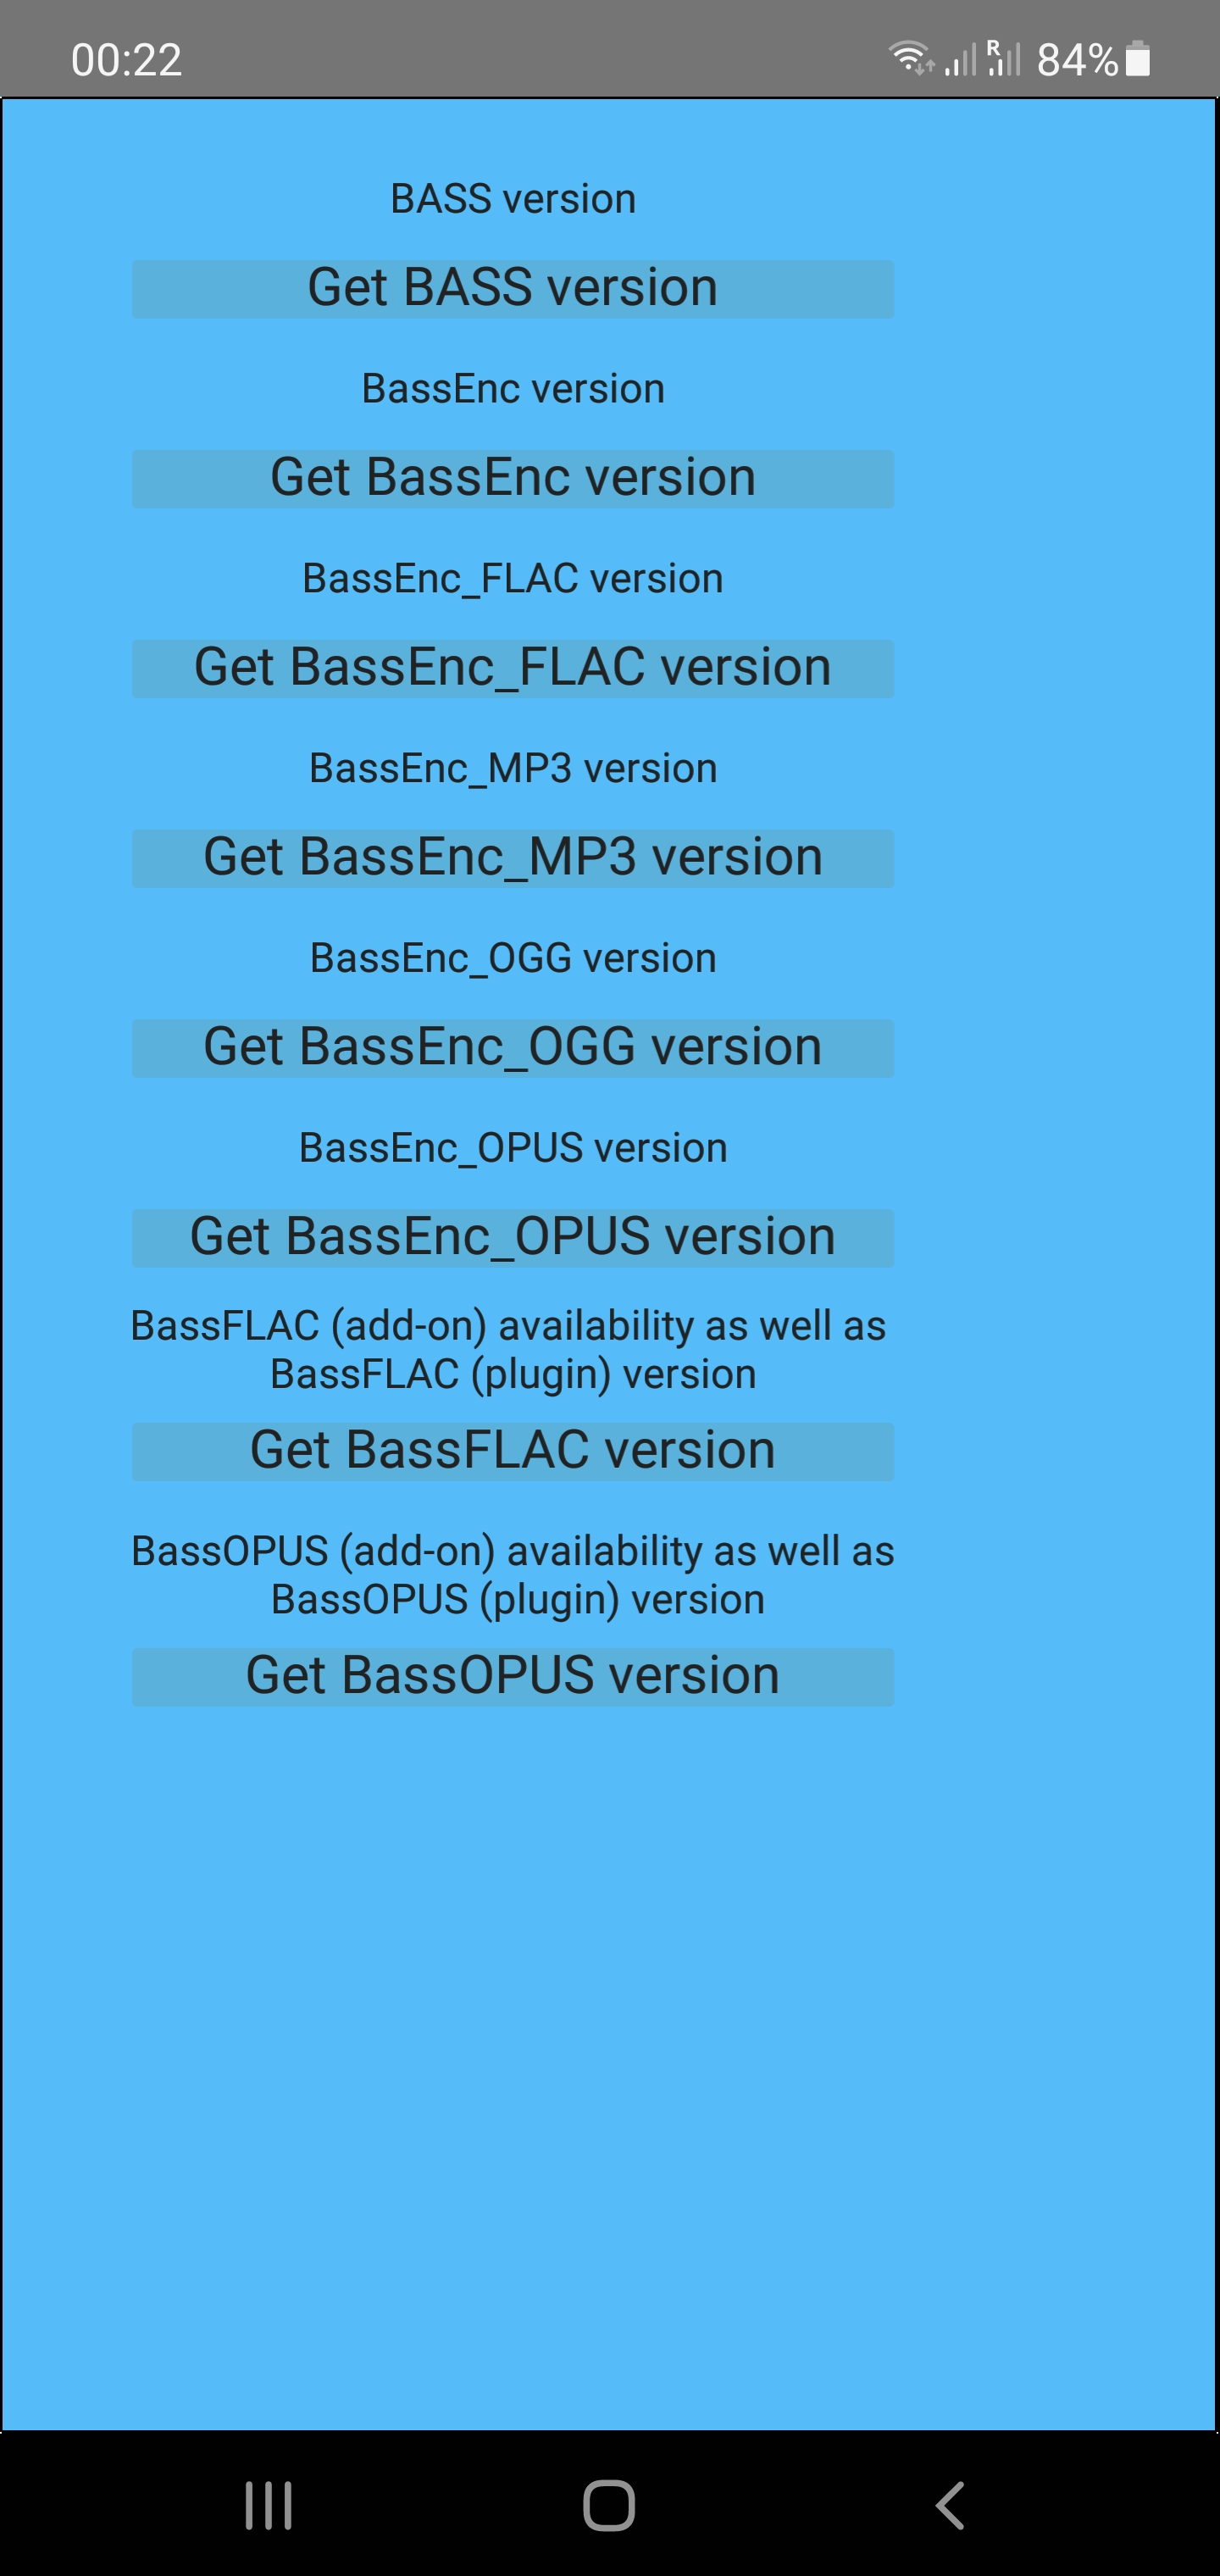 00:22 R 84%
BASS version
Get BASS version
BassEnc version
Get BassEnc version
BassEnc_FLAC version
Get BassEnc_FLAC version
BassEnc_MP3 version
Get BassEnc_MP3 version
BassEnc_OGG version
Get BassEnc_OGG version
BassEnc_OPUS version
Get BassEnc_OPUS version
BassFLAC (add-on) availability as well as
BassFLAC (plugin) version
Get BassFLAC version
BassOPUS (add-on) availability as well as
BassOPUS (plugin) version
Get BassOPUS version